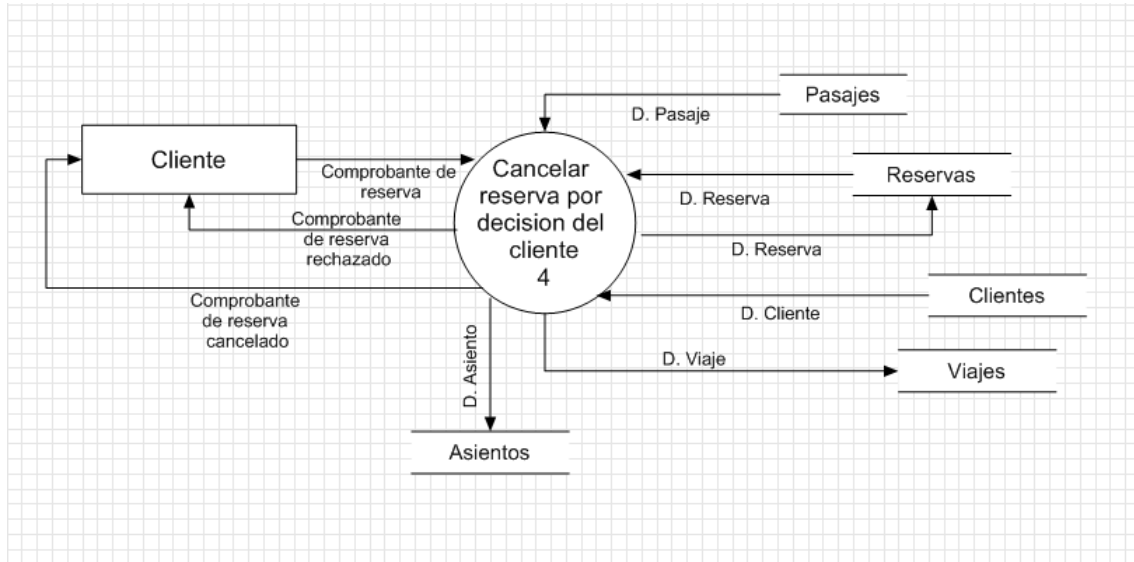 Pasajes
D. Pasaje
Cliente
Comprobante de
reserva
Cancelar
reserva por
decision del
cliente
4
Reservas
D. Reserva
D. Reserva
Comprobante
de reserva
rechazado
Clientes
D. Cliente
Comprobante
de reserva
cancelado
D. Asiento
D. Viaje
Viajes
Asientos